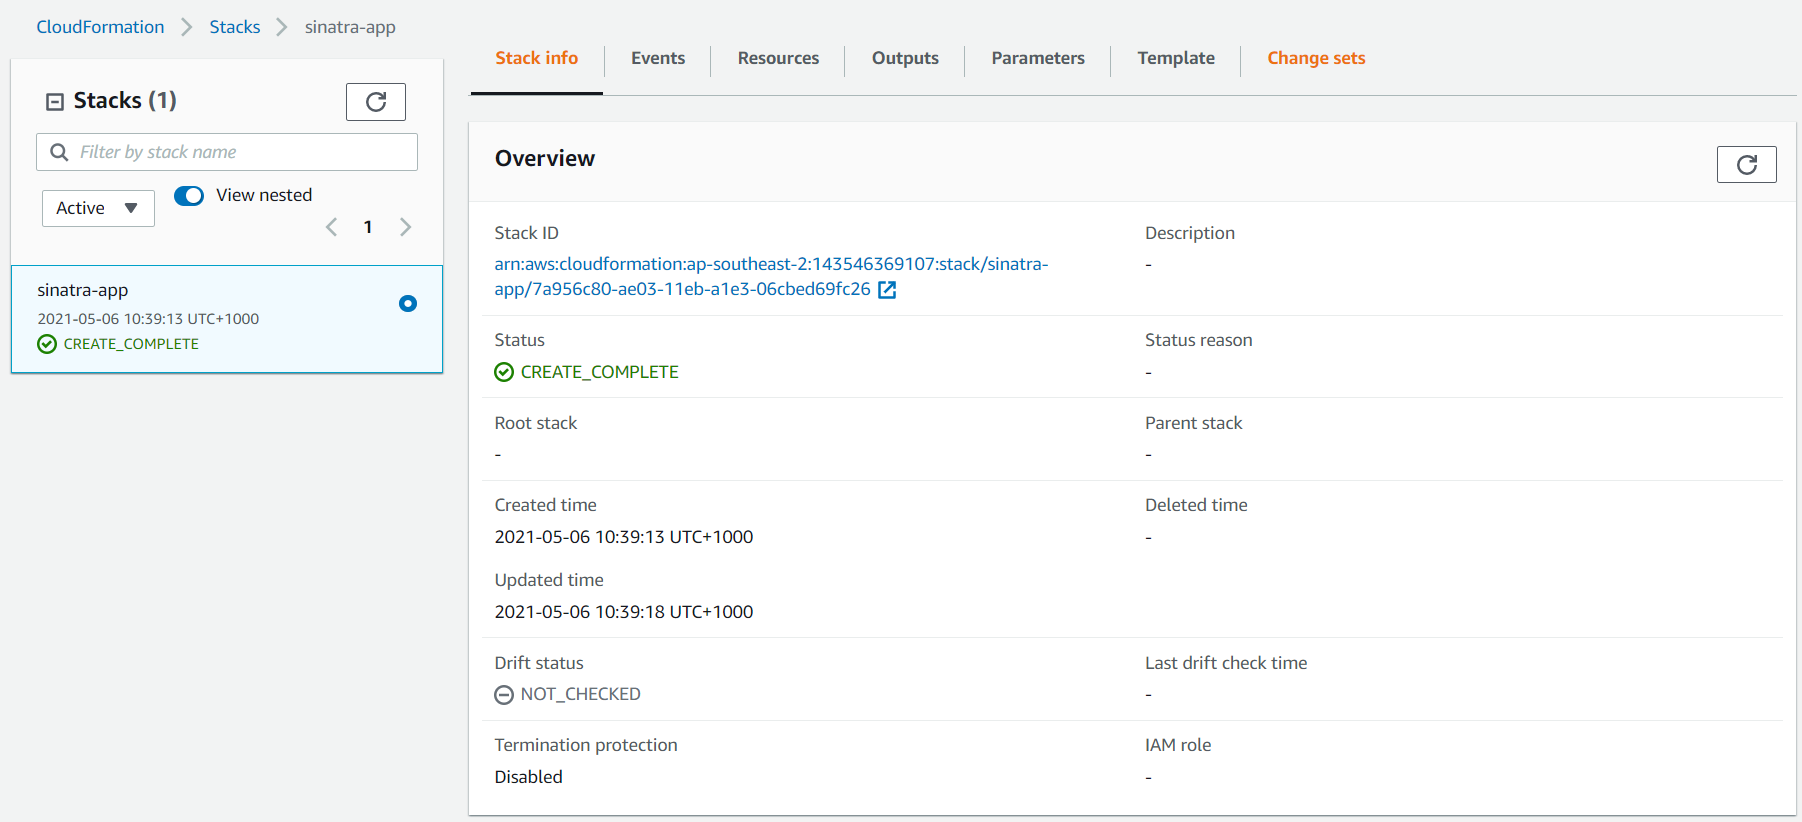 CloudFormation > Stacks > sinatra-app
Stacks (1)
Filter by stack name
Active
View nested
1
sinatra-app
2021-05-06 10:39:13 UTC+1000
CREATE_COMPLETE
Stack info
Events
Resources
Outputs
Parameters
Template
Change sets
Overview
Stack ID
arn:aws:cloudformation:ap-southeast-2:143546369107:stack/sinatra-
app/7a956c80-ae03-11eb-a1e3-06cbed69fc26
Description
-
Status
CREATE_COMPLETE
Status reason
-
Root stack
-
Parent stack
-
Created time
2021-05-06 10:39:13 UTC+1000
Deleted time
-
Updated time
2021-05-06 10:39:18 UTC+1000
Drift status
NOT_CHECKED
Last drift check time
-
Termination protection
Disabled
IAM role
-